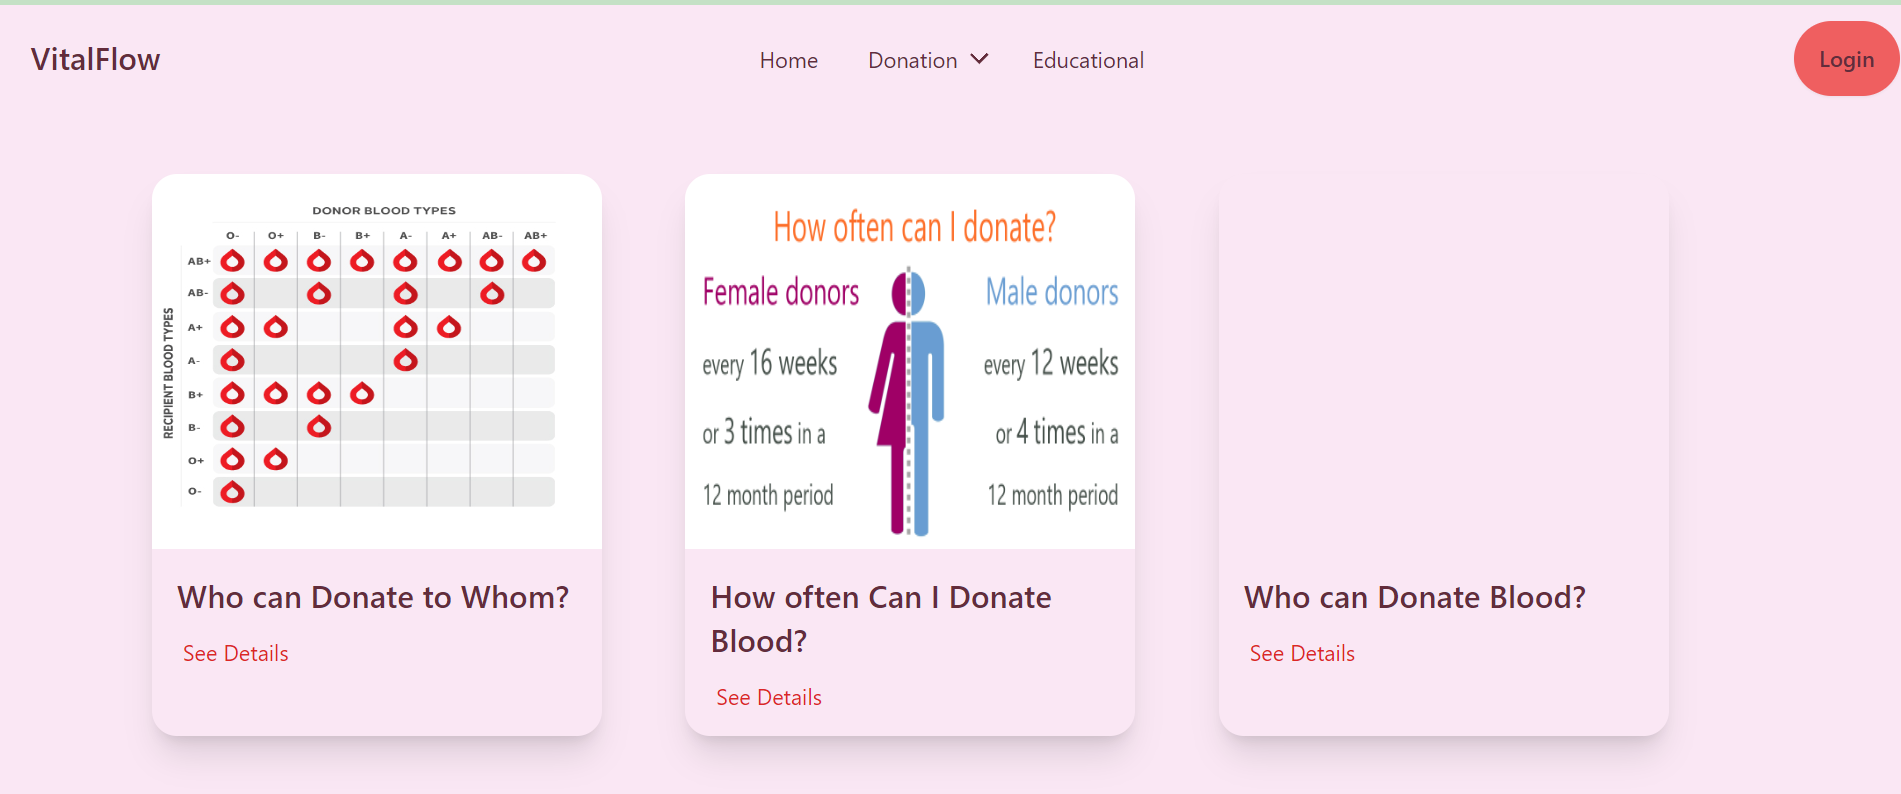 VitalFlow
Home Donation Educational
Login
DONOR BLOOD TYPES
O- O+ B- B+ A- A+ AB- AB+
RECIPIENT BLOOD TYPES
AB+
AB-
A+
A-
B+
B-
O+
O-
Who can Donate to Whom?
See Details
How often can I donate?
Female donors
every 16 weeks
or 3 times in a
12 month period
Male donors
every 12 weeks
or 4 times in a
12 month period
How often Can I Donate
Blood?
See Details
Who can Donate Blood?
See Details